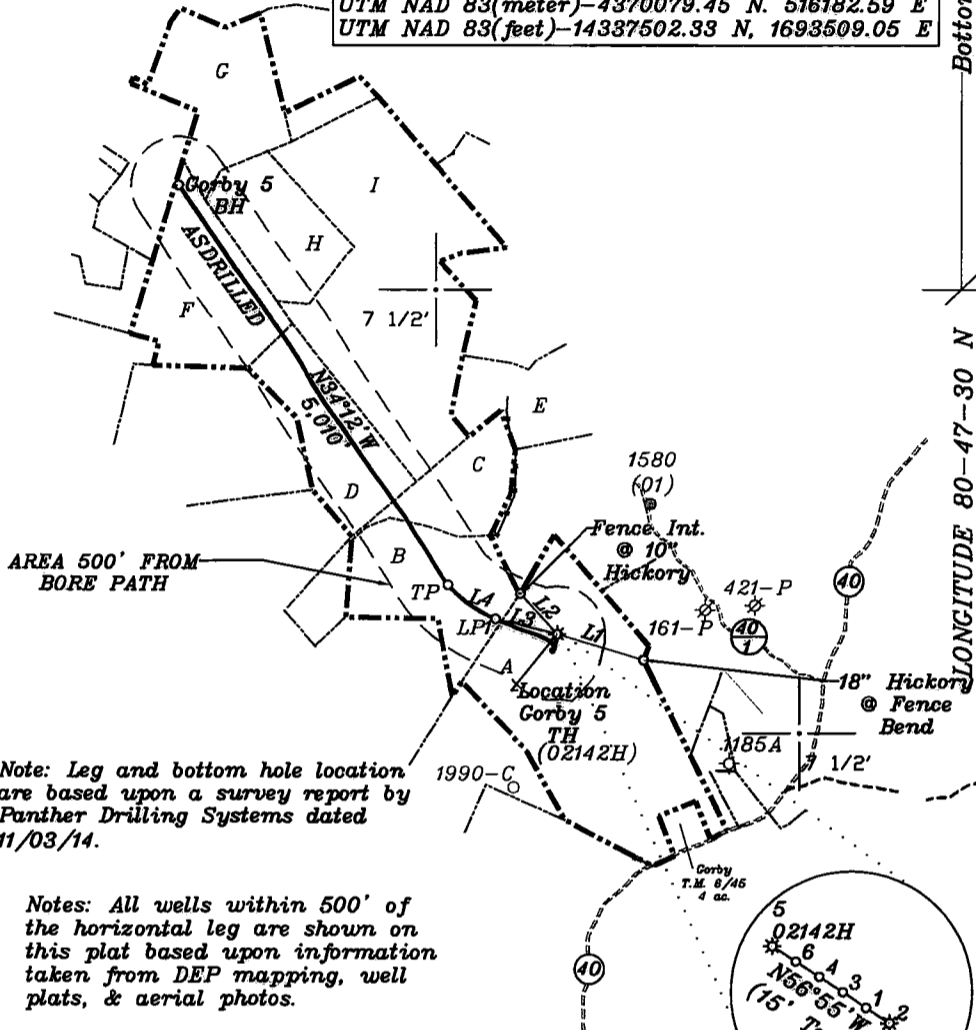 UTM NAD 83(meter)-4370079.45 N. 516182.59 E
UTM NAD 83(feet)-14337502.33 N, 1693509.05 E
Bottom
G
I
Gorby 5
BH
H
ASDRILLED
F
7 1/2'
N34°12'W
5,010'
E
C
D
1580
(01)
LONGITUDE 80-47-30 N
Fence Int.
@ 10"
Hickory
AREA 500' FROM
BORE PATH
B
TP
L4
L2
421-P
40
LP
L3
L1
161-P
40
1
A
18" Hickory
@ Fence
Bend
Location
Gorby 5
TH
(02142H)
1185A
7 1/2'
Note: Leg and bottom hole location
are based upon a survey report by
Panther Drilling Systems dated
11/03/14.
1990-C
Gorby
T.M. 6/45
4 ac.
Notes: All wells within 500' of
the horizontal leg are shown on
this plat based upon information
taken from DEP mapping, well
plats, & aerial photos.
40
5
02142H
6
4
3
1
2
N56°55'W
(15'